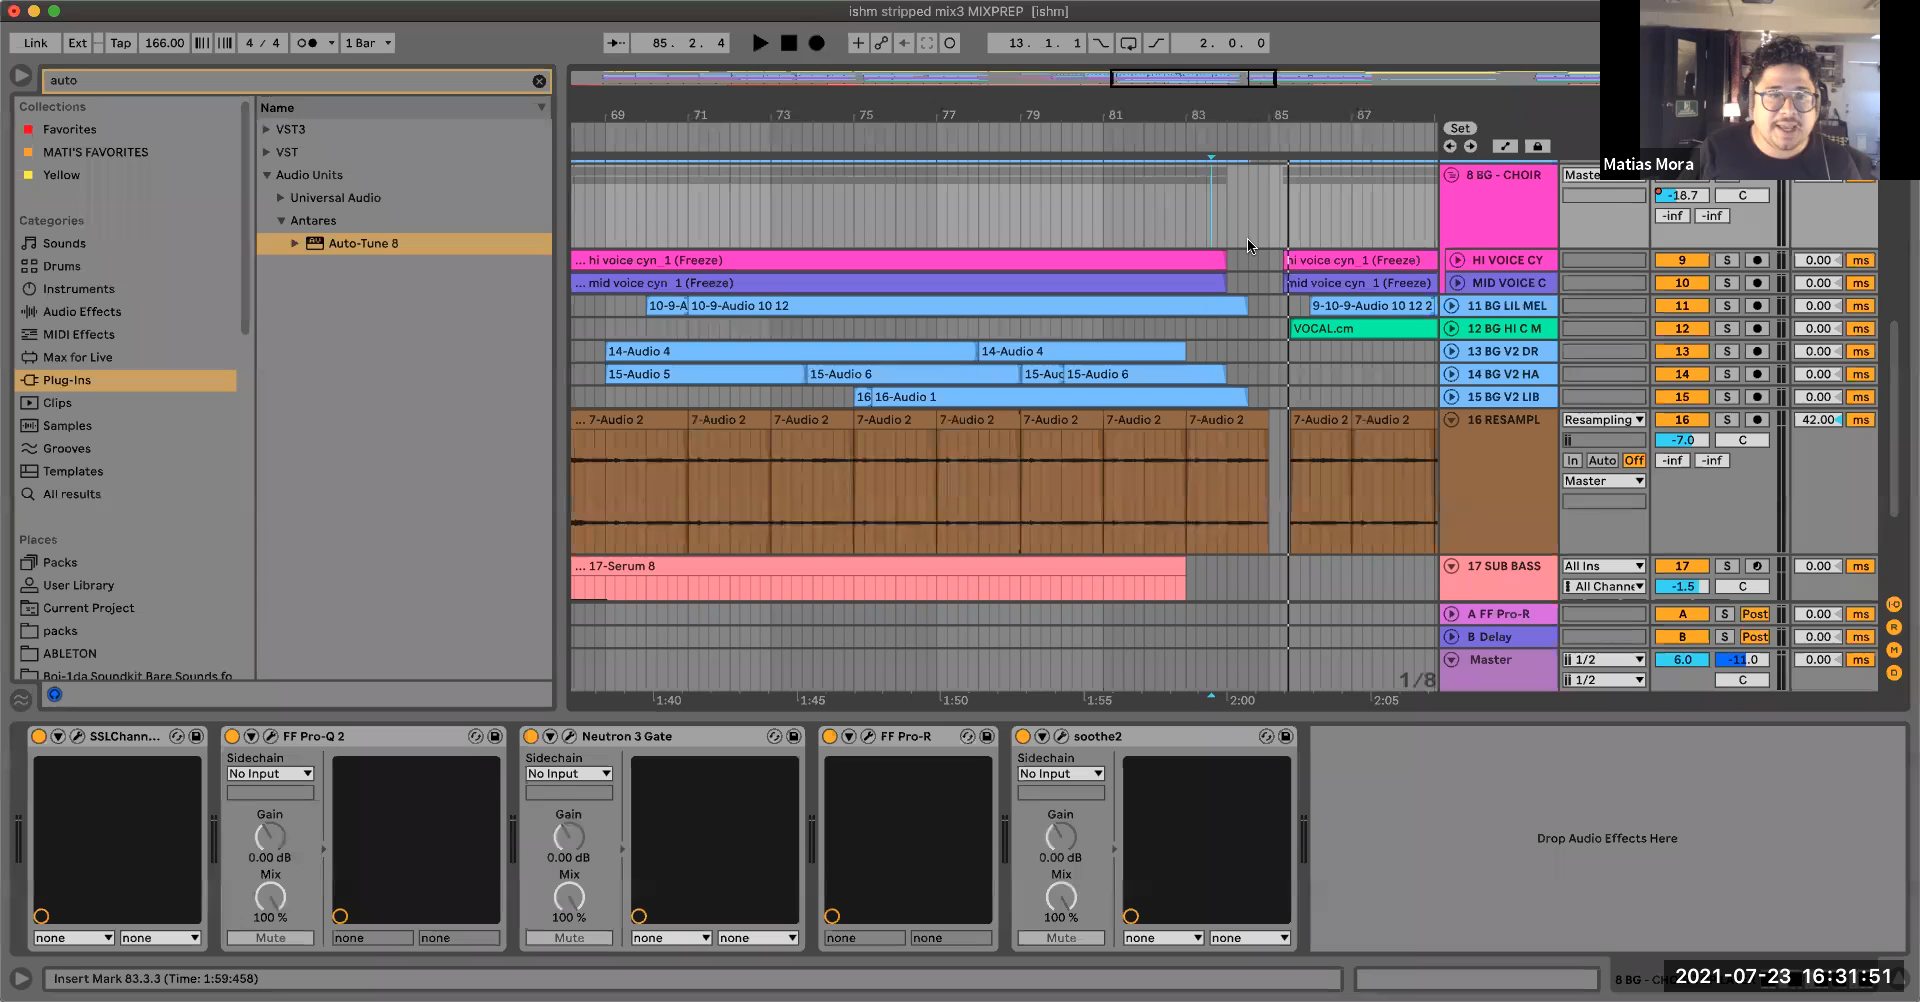 ishm stripped mix3 MIXPREP [ishm]
Link Ext Tap 166.00 4 / 4 1 Bar 85. 2. 4 13. 1. 1 2. 0. 0
auto
Collections
Favorites
MATI'S FAVORITES
Yellow
Categories
Sounds
Drums
Instruments
Audio Effects
MIDI Effects
Max for Live
Plug-Ins
Clips
Samples
Grooves
Templates
All results
Places
Packs
User Library
Current Project
packs
ABLETON
Boi-1da Soundkit Bare Sounds fo
Name
VST3
VST
Audio Units
Universal Audio
Antares
Auto-Tune 8
69 71 73 75 77 79 81 83 85 87
Set
Matias Mora
8 BG - CHOIR Maste
-18.7 C
-inf -inf
... hi voice cyn_1 (Freeze) hi voice cyn_1 (Freeze) HI VOICE CY 9 S 0.00 ms
... mid voice cyn 1 (Freeze) mid voice cyn 1 (Freeze) MID VOICE C 10 S 0.00 ms
10-9-A 10-9-Audio 10 12 9-10-9-Audio 10 12 2 11 BG LIL MEL 11 S 0.00 ms
VOCAL.cm 12 BG HI C M 12 S 0.00 ms
14-Audio 4 14-Audio 4 13 BG V2 DR 13 S 0.00 ms
15-Audio 5 15-Audio 6 15-Auc 15-Audio 6 14 BG V2 HA 14 S 0.00 ms
16 16-Audio 1 15 BG V2 LIB 15 S 0.00 ms
... 7-Audio 2 7-Audio 2 7-Audio 2 7-Audio 2 7-Audio 2 7-Audio 2 7-Audio 2 7-Audio 2 7-Audio 2 7-Audio 2 16 RESAMPL Resampling 16 S 42.00 ms
-7.0 C
In Auto Off -inf -inf
Master
... 17-Serum 8 17 SUB BASS All Ins 17 S 0.00 ms
All Channe -1.5 C
A FF Pro-R A S Post 0.00 ms
B Delay B S Post 0.00 ms
Master 1/2 6.0 -11.0 0.00 ms
1/8 1/2 C
1:40 1:45 1:50 1:55 2:00 2:05
I·O
R
M
D
SSLChann... FF Pro-Q 2 Neutron 3 Gate FF Pro-R soothe2
Sidechain Sidechain Sidechain
No Input No Input No Input
Gain Gain Gain
0.00 dB 0.00 dB 0.00 dB
Mix Mix Mix
100 % 100 % 100 %
none none Mute none none Mute none none none none Mute none none
Drop Audio Effects Here
Insert Mark 83.3.3 (Time: 1:59:458)
8 BG - CH
2021-07-23 16:31:51